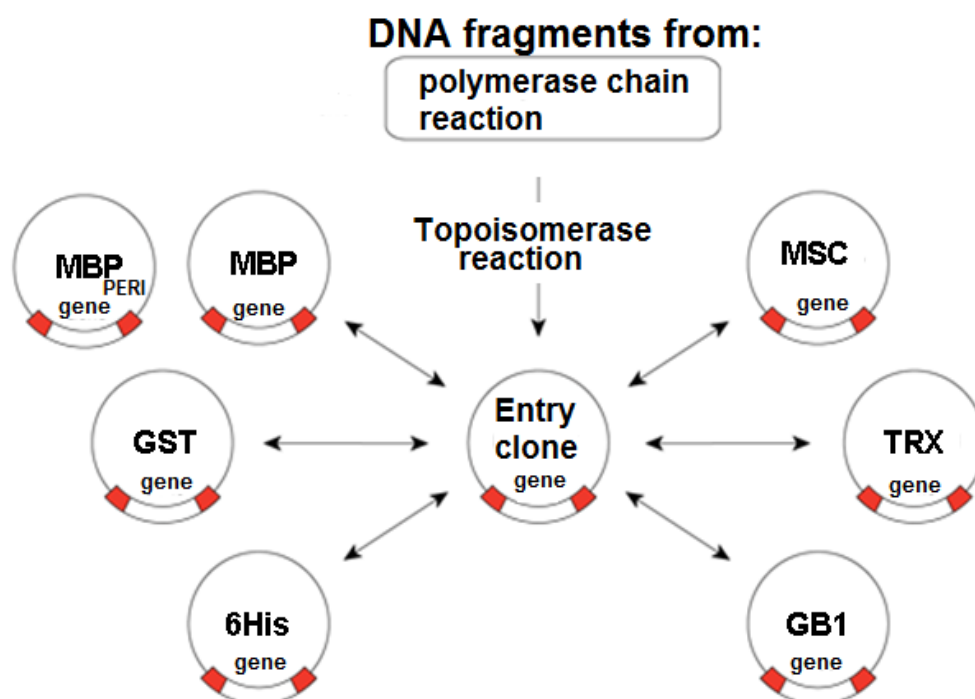 DNA fragments from:
polymerase chain
reaction
Topoisomerase
reaction
MBP
PERI
gene
MBP
gene
MSC
gene
GST
gene
Entry
clone
gene
TRX
gene
6His
gene
GB1
gene